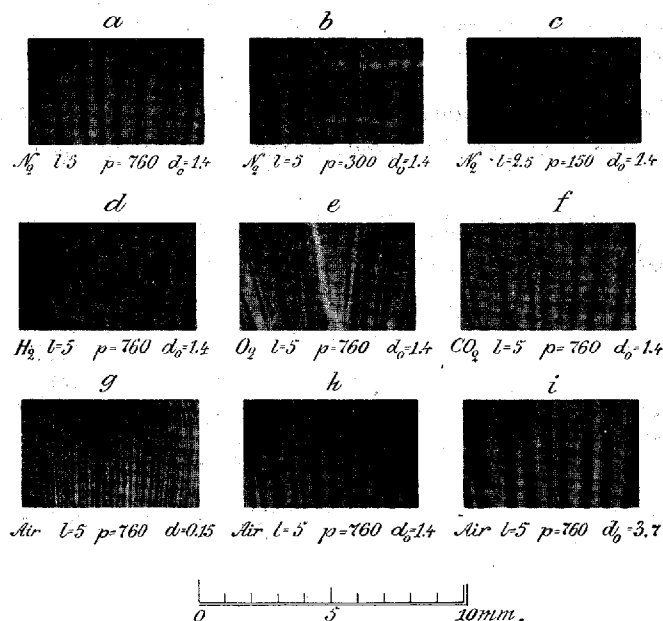 a b c
N₂ l=5 p=760 d₀=1.4 N₂ l=5 p=300 d₀=1.4 N₂ l=2.5 p=150 d₀=1.4
d e f
H₂ l=5 p=760 d₀=1.4 O₂ l=5 p=760 d₀=1.4 CO₂ l=5 p=760 d₀=1.4
g h i
Air l=5 p=760 d=0.15 Air l=5 p=760 d₀=1.4 Air l=5 p=760 d₀=3.7
0 5 10mm.